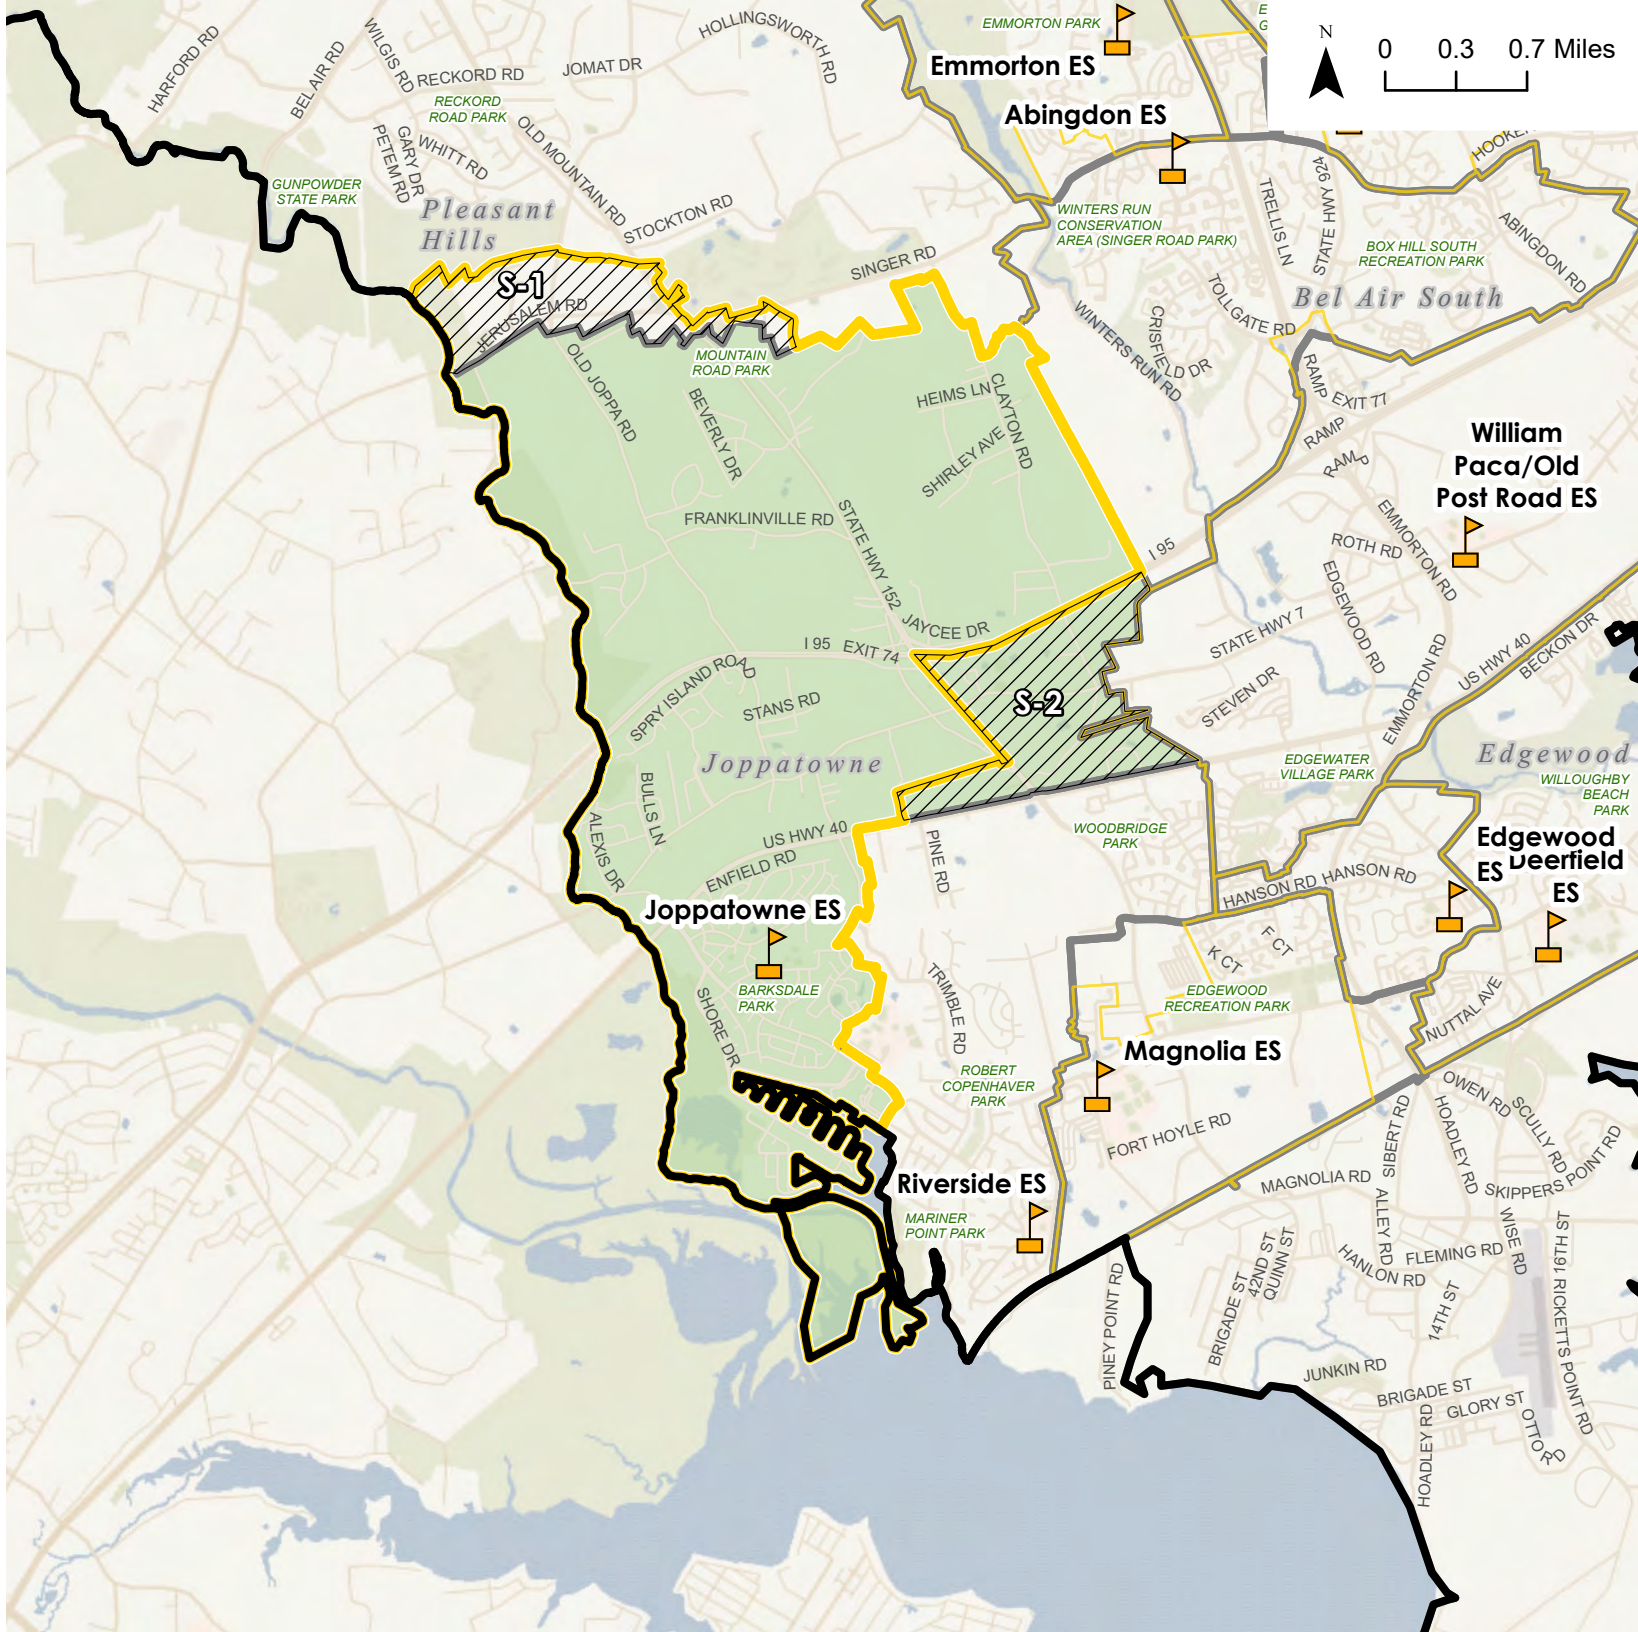 EMMORTON PARK
Emmorton ES
Abingdon ES
N
0 0.3 0.7 Miles
HARFORD RD
BEL AIR RD
WILGIS RD
RECKORD RD
JOMAT DR
HOLLINGSWORTH RD
RECKORD
ROAD PARK
PETEM RD
GARY DR
WHITT RD
OLD MOUNTAIN RD
STOCKTON RD
GUNPOWDER
STATE PARK
Pleasant
Hills
SINGER RD
S-1
JERUSALEM RD
WINTERS RUN
CONSERVATION
AREA (SINGER ROAD PARK)
TRELLIS LN
STATE HWY 924
BOX HILL SOUTH
RECREATION PARK
ABINGDON RD
Bel Air South
TOLLGATE RD
CRISFIELD DR
WINTERS RUN RD
RAMP
EXIT 77
RAMP
RAMP
MOUNTAIN
ROAD PARK
OLD JOPPA RD
BEVERLY DR
HEIMS LN
CLAYTON RD
SHIRLEY AVE
William
Paca/Old
Post Road ES
FRANKLINVILLE RD
STATE HWY 152
I 95
EMMORTON RD
ROTH RD
EDGEWOOD RD
JAYCEE DR
I 95 EXIT 74
STATE HWY 7
STEVEN DR
EMMORTON RD
US HWY 40
BECKON DR
SPRY ISLAND ROAD
STANS RD
S-2
Joppatowne
EDGEWATER
VILLAGE PARK
Edgewood
WILLOUGHBY
BEACH
PARK
BULLS LN
ALEXIS DR
US HWY 40
ENFIELD RD
PINE RD
WOODBRIDGE
PARK
Edgewood
ES
Deerfield
ES
HANSON RD
HANSON RD
Joppatowne ES
BARKSDALE
PARK
SHORE DR
TRIMBLE RD
K CT
F CT
EDGEWOOD
RECREATION PARK
NUTTAL AVE
Magnolia ES
ROBERT
COPENHAVER
PARK
FORT HOYLE RD
OWEN RD
SIBERT RD
HOADLEY RD
SCULLY RD
SKIPPERS POINT RD
MAGNOLIA RD
Riverside ES
MARINER
POINT PARK
ALLEY RD
WISE RD
16TH ST
RICKETTS POINT RD
FLEMING RD
HANLON RD
42ND ST
QUINN ST
BRIGADE ST
14TH ST
PINEY POINT RD
JUNKIN RD
BRIGADE ST
GLORY ST
OTTO RD
HOADLEY RD